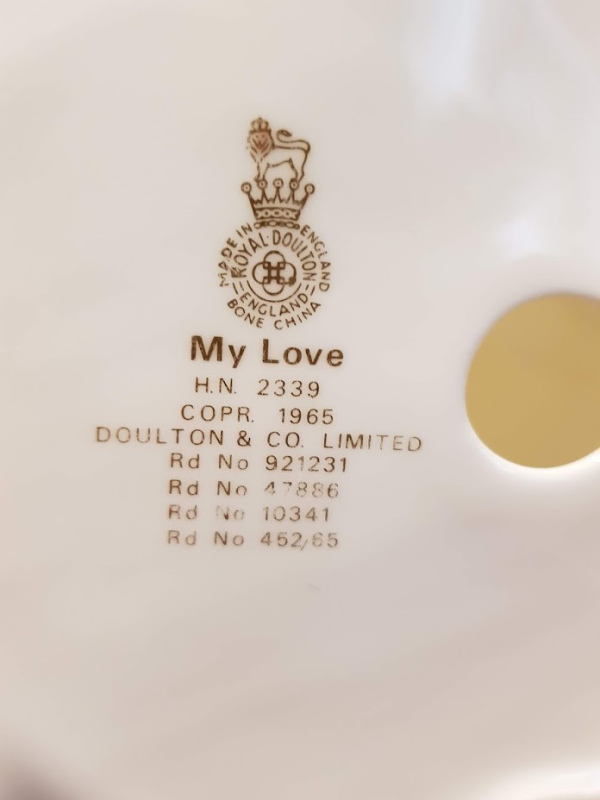 MADE IN ENGLAND
ROYAL·DOULTON
ENGLAND
BONE CHINA
My Love
H.N. 2339
COPR. 1965
DOULTON & CO. LIMITED
Rd No 921231
Rd No 47886
Rd No 10341
Rd No 452/65